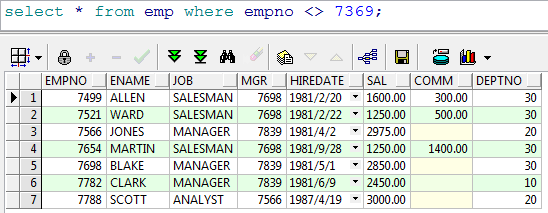 select * from emp where empno <> 7369;
EMPNO ENAME JOB MGR HIREDATE SAL COMM DEPTNO
1 7499 ALLEN SALESMAN 7698 1981/2/20 1600.00 300.00 30
2 7521 WARD SALESMAN 7698 1981/2/22 1250.00 500.00 30
3 7566 JONES MANAGER 7839 1981/4/2 2975.00 20
4 7654 MARTIN SALESMAN 7698 1981/9/28 1250.00 1400.00 30
5 7698 BLAKE MANAGER 7839 1981/5/1 2850.00 30
6 7782 CLARK MANAGER 7839 1981/6/9 2450.00 10
7 7788 SCOTT ANALYST 7566 1987/4/19 3000.00 20